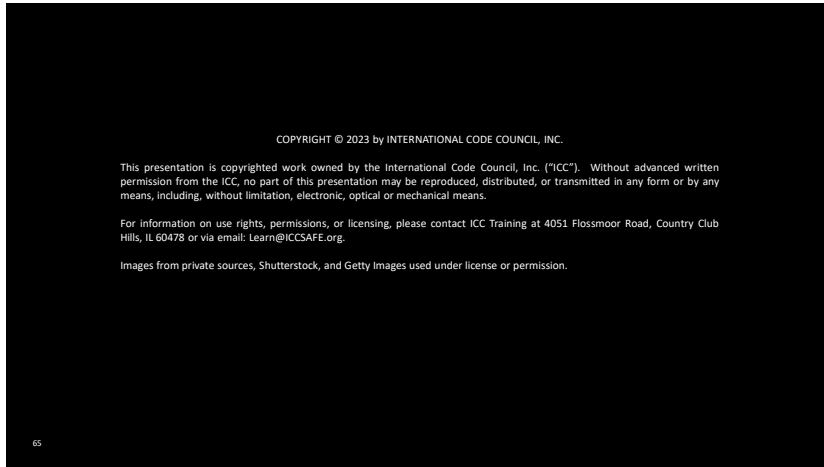 COPYRIGHT © 2023 by INTERNATIONAL CODE COUNCIL, INC.
This presentation is copyrighted work owned by the International Code Council, Inc. (“ICC”). Without advanced written
permission from the ICC, no part of this presentation may be reproduced, distributed, or transmitted in any form or by any
means, including, without limitation, electronic, optical or mechanical means.
For information on use rights, permissions, or licensing, please contact ICC Training at 4051 Flossmoor Road, Country Club
Hills, IL 60478 or via email: Learn@ICCSAFE.org.
Images from private sources, Shutterstock, and Getty Images used under license or permission.
65